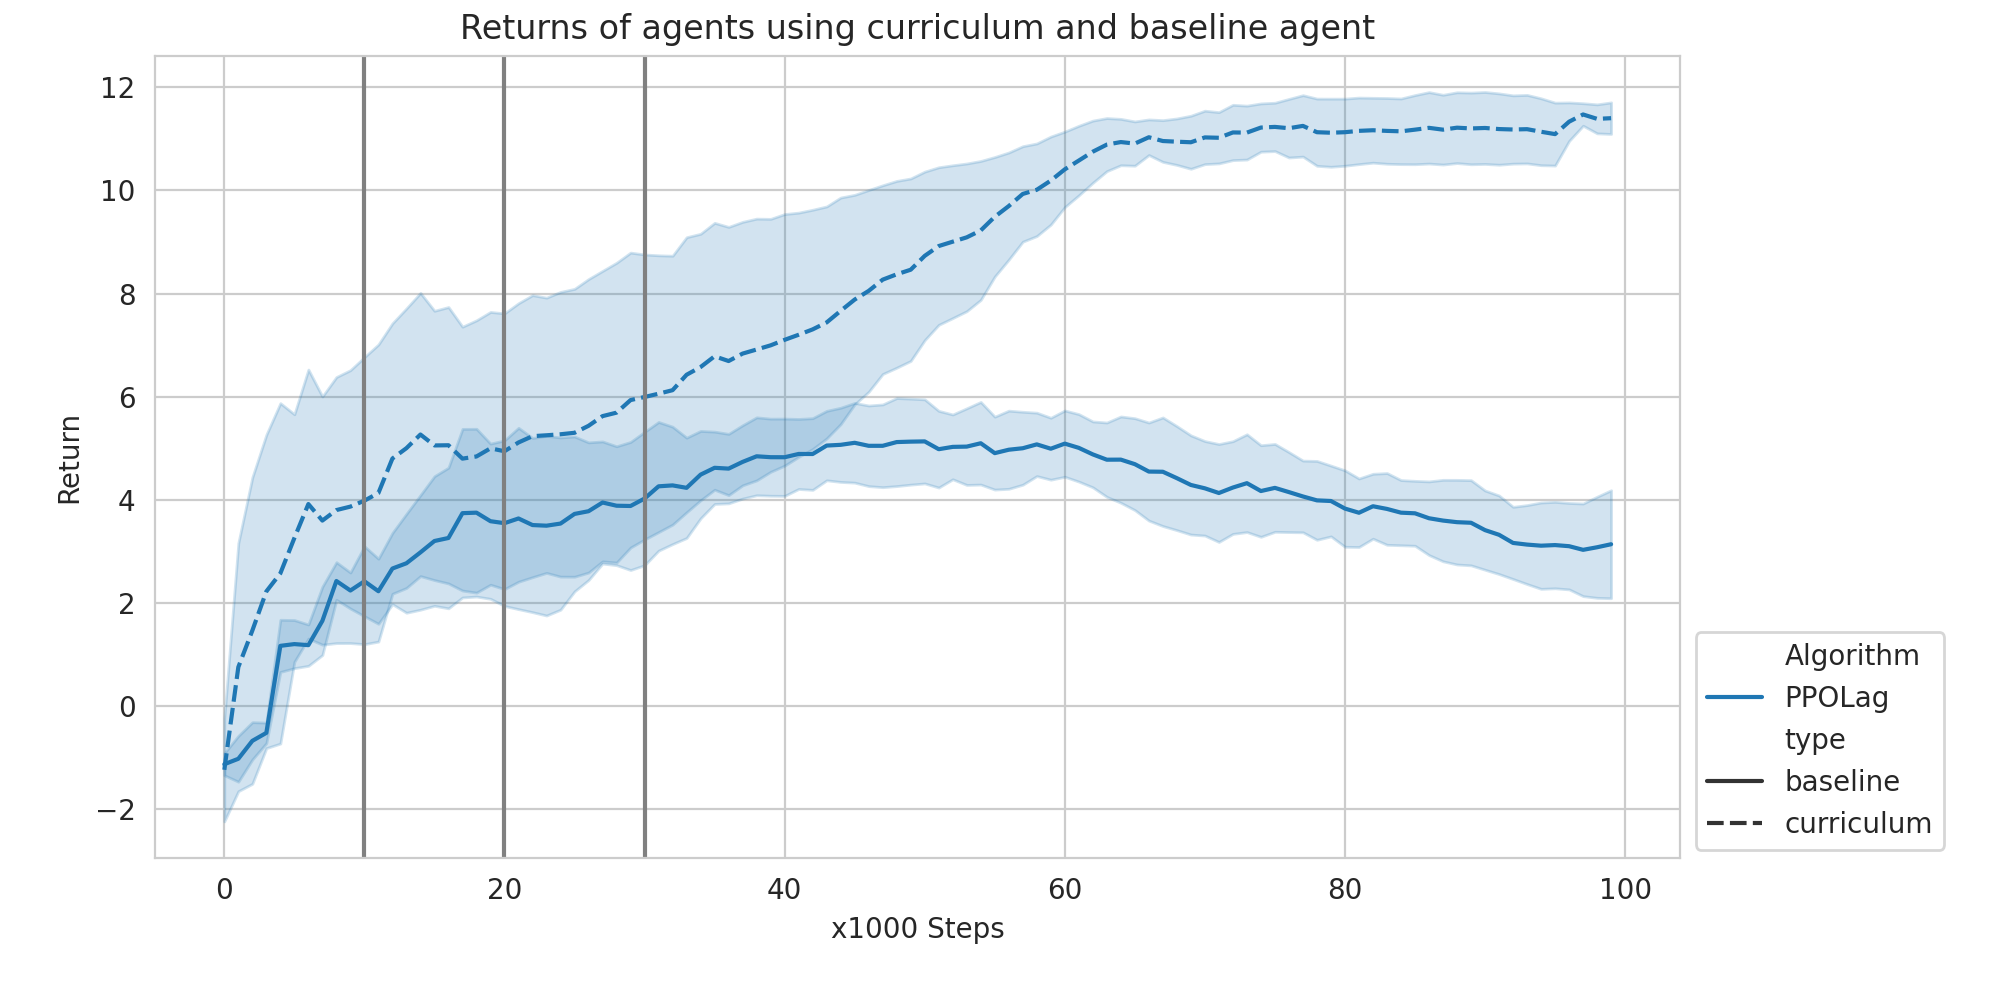 Returns of agents using curriculum and baseline agent
12
10
8
6
4
2
0
−2
Return
0 20 40 60 80 100
x1000 Steps
Algorithm
PPOLag
type
baseline
curriculum